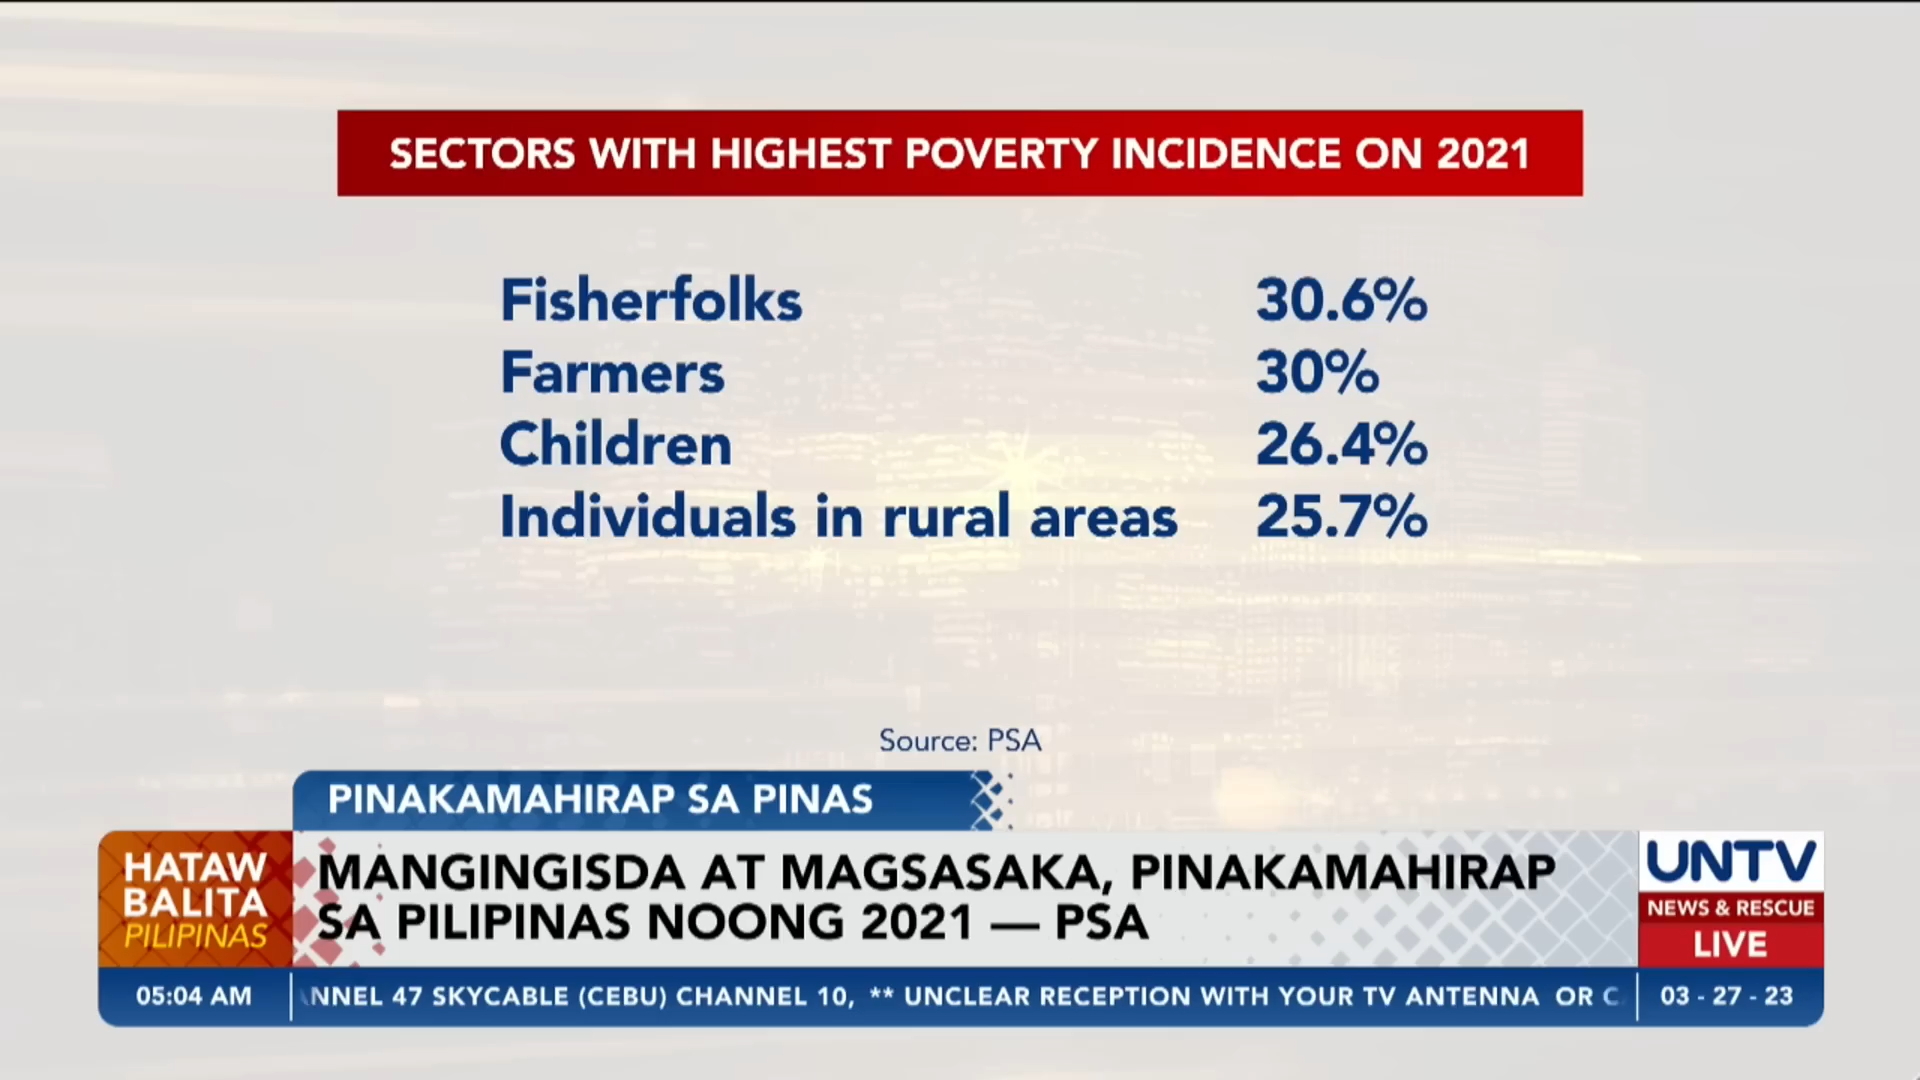 SECTORS WITH HIGHEST POVERTY INCIDENCE ON 2021
Fisherfolks 30.6%
Farmers 30%
Children 26.4%
Individuals in rural areas 25.7%
Source: PSA
PINAKAMAHIRAP SA PINAS
HATAW
BALITA
PILIPINAS
MANGINGISDA AT MAGSASAKA, PINAKAMAHIRAP
SA PILIPINAS NOONG 2021 — PSA
UNTV
NEWS & RESCUE
LIVE
05:04 AM
NNEL 47 SKYCABLE (CEBU) CHANNEL 10, ** UNCLEAR RECEPTION WITH YOUR TV ANTENNA OR C
03 - 27 - 23